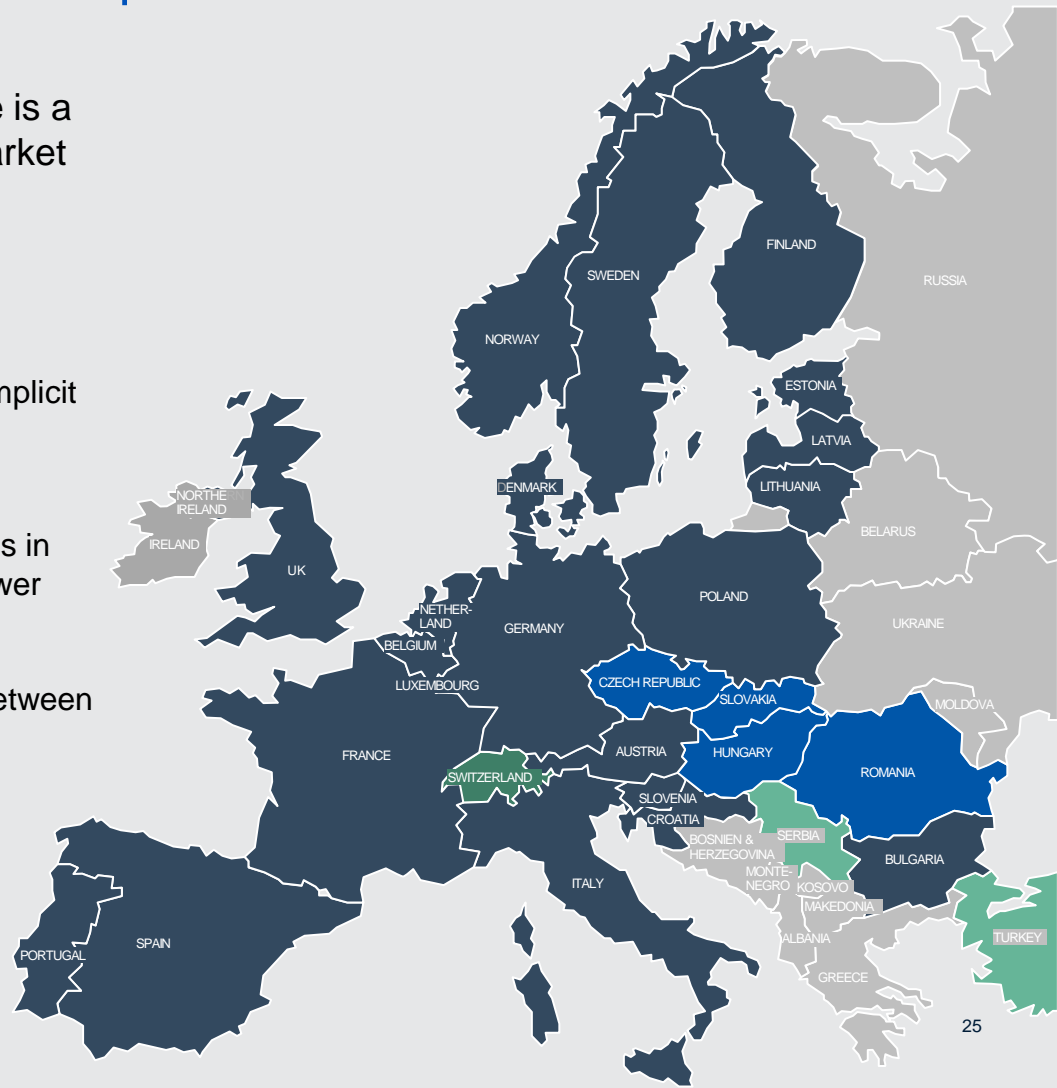 is a
arket
FINLAND
SWEDEN
RUSSIA
NORWAY
mplicit
ESTONIA
LATVIA
DENMARK
LITHUANIA
NORTHERN
IRELAND
BELARUS
IRELAND
s in
UK
wer
POLAND
NETHER-
LAND
GERMANY
UKRAINE
BELGIUM
CZECH REPUBLIC
LUXEMBOURG
SLOVAKIA
etween
MOLDOVA
FRANCE
AUSTRIA
HUNGARY
ROMANIA
SWITZERLAND
SLOVENIA
CROATIA
BOSNIEN &
HERZEGOVINA
SERBIA
BULGARIA
MONTE-
NEGRO
KOSOVO
ITALY
MAKEDONIA
PORTUGAL
SPAIN
ALBANIA
TURKEY
GREECE
25